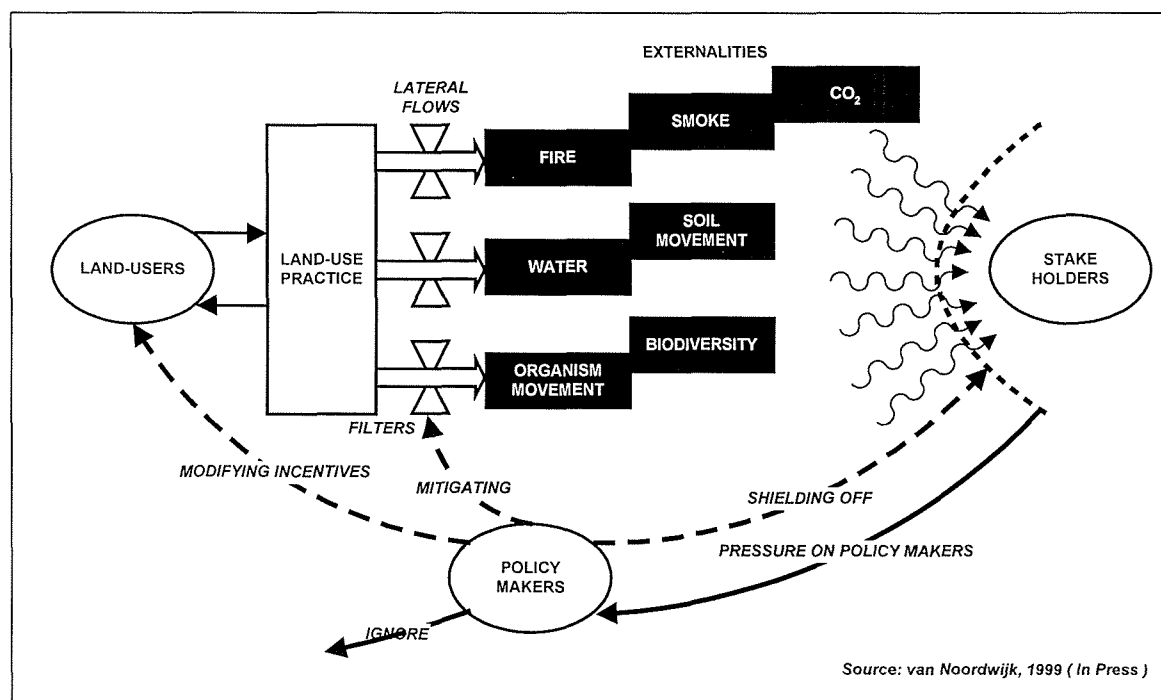 EXTERNALITIES
LATERAL
FLOWS
CO₂
SMOKE
FIRE
SOIL
MOVEMENT
LAND-USERS
LAND-USE
PRACTICE
WATER
STAKE
HOLDERS
BIODIVERSITY
ORGANISM
MOVEMENT
FILTERS
MODIFYING INCENTIVES
MITIGATING
SHIELDING OFF
PRESSURE ON POLICY MAKERS
POLICY
MAKERS
IGNORE
Source: van Noordwijk, 1999 ( In Press )